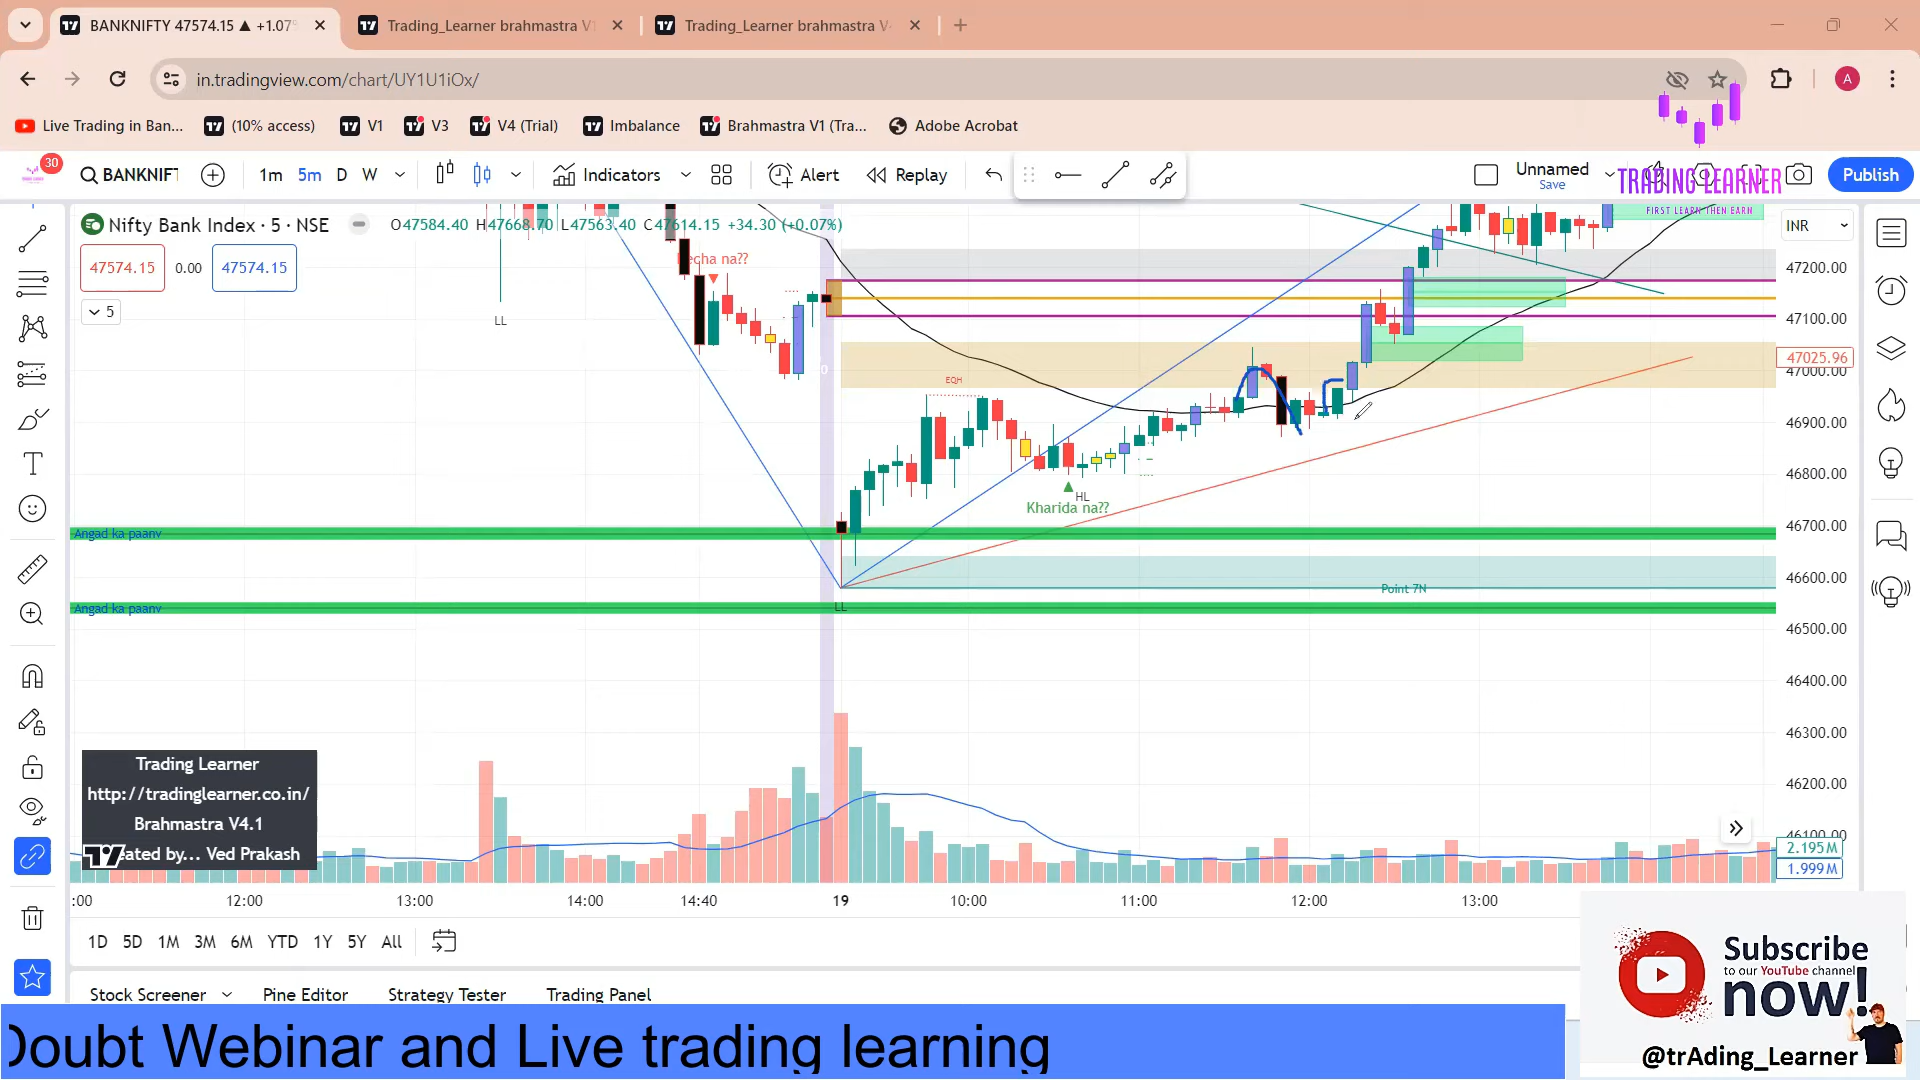 BANKNIFTY 47574.15 ▲ +1.07%
Trading_Learner brahmastra V
Trading_Learner brahmastra V
in.tradingview.com/chart/UY1U1iOx/
A
Live Trading in Ban...
(10% access)
V1
V3
V4 (Trial)
Imbalance
Brahmastra V1 (Tra...
Adobe Acrobat
30
BANKNIFT
1m
5m
D
W
Indicators
Alert
Replay
Unnamed
Save
Publish
TRADING LEARNER
FIRST LEARN THEN EARN
Nifty Bank Index · 5 · NSE
O47584.40 H47668.70 L47563.40 C47614.15 +34.30 (+0.07%)
INR
47574.15
0.00
47574.15
5
echa na??
LL
EQH
HL
Kharida na??
Angad ka paanv
Point 7N
Angad ka paanv
LL
47200.00
47100.00
47025.96
47000.00
46900.00
46800.00
46700.00
46600.00
46500.00
46400.00
46300.00
46200.00
46100.00
2.195M
1.999M
Trading Learner
http://tradinglearner.co.in/
Brahmastra V4.1
eated by... Ved Prakash
:00
12:00
13:00
14:00
14:40
19
10:00
11:00
12:00
13:00
1D
5D
1M
3M
6M
YTD
1Y
5Y
All
Stock Screener
Pine Editor
Strategy Tester
Trading Panel
Doubt Webinar and Live trading learning
Subscribe
to our YouTube channel
now!
@trAding_Learner